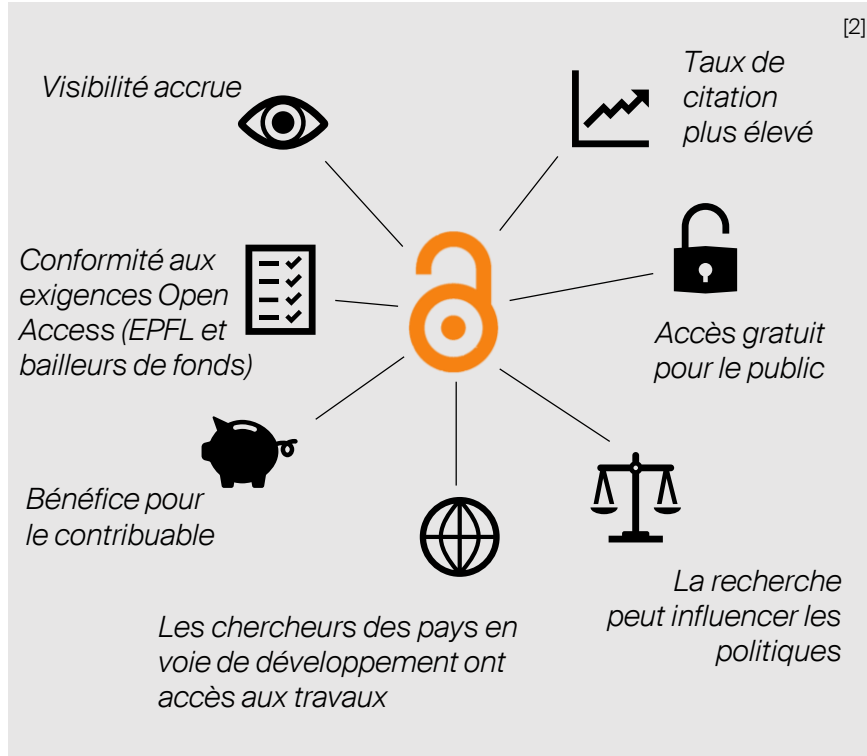 [2]
Visibilité accrue
Taux de
citation
plus élevé
Conformité aux
exigences Open
Access (EPFL et
bailleurs de fonds)
Accès gratuit
pour le public
Bénéfice pour
le contribuable
La recherche
peut influencer les
politiques
Les chercheurs des pays en
voie de développement ont
accès aux travaux